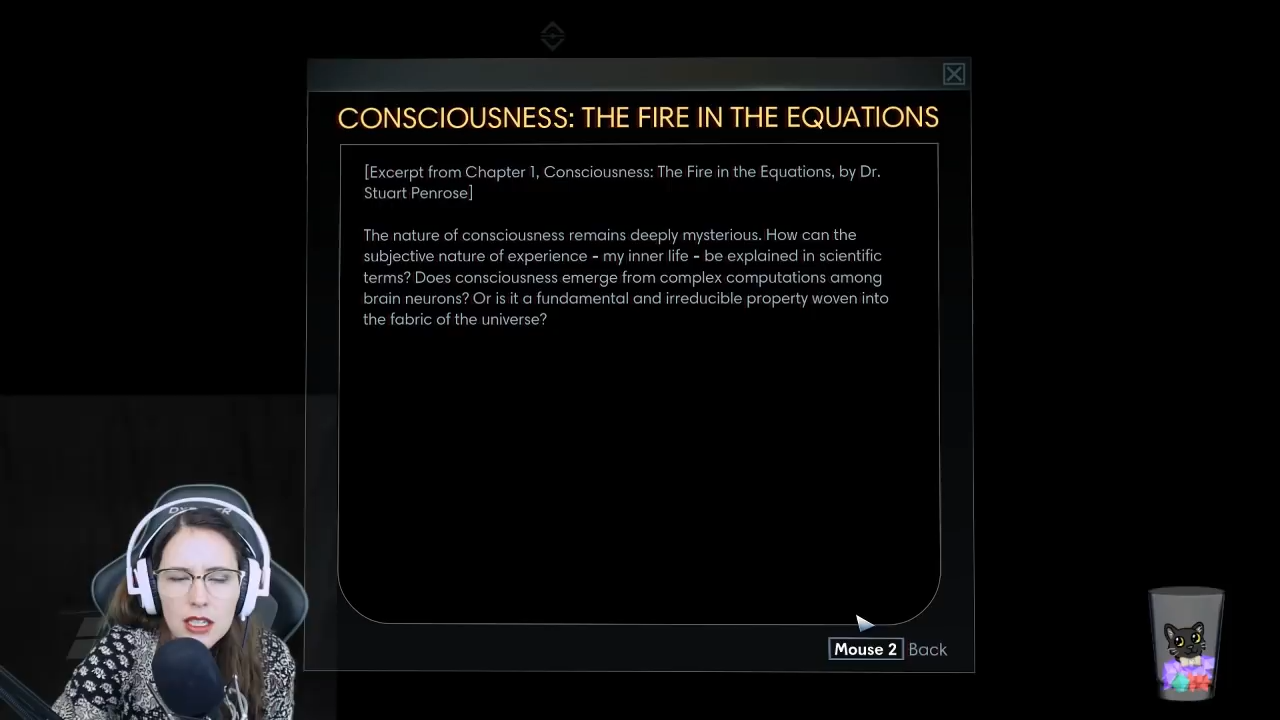 CONSCIOUSNESS: THE FIRE IN THE EQUATIONS
[Excerpt from Chapter 1, Consciousness: The Fire in the Equations, by Dr.
Stuart Penrose]
The nature of consciousness remains deeply mysterious. How can the
subjective nature of experience - my inner life - be explained in scientific
terms? Does consciousness emerge from complex computations among
brain neurons? Or is it a fundamental and irreducible property woven into
the fabric of the universe?
Mouse 2 Back